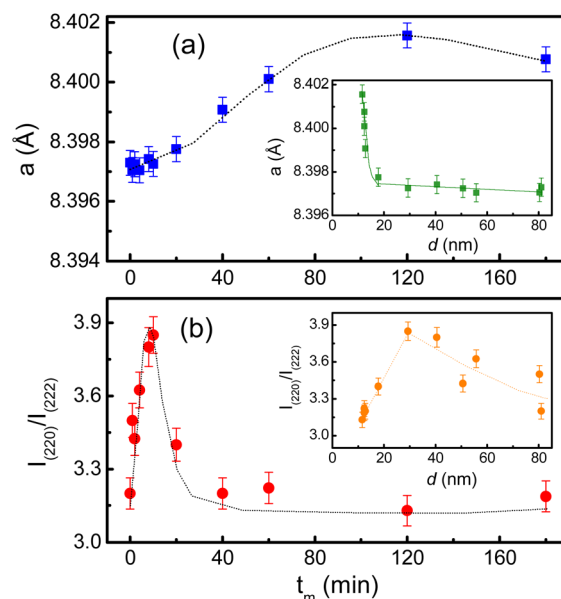 8.402
8.400
8.398
8.396
8.394
a (Å)
(a)
8.402
8.400
8.398
8.396
a (Å)
0 20 40 60 80
d (nm)
0 40 80 120 160
3.9
3.6
3.3
3.0
I(220)/I(222)
(b)
3.9
3.6
3.3
3.0
I(220)/I(222)
0 20 40 60 80
d (nm)
0 40 80 120 160
tm (min)